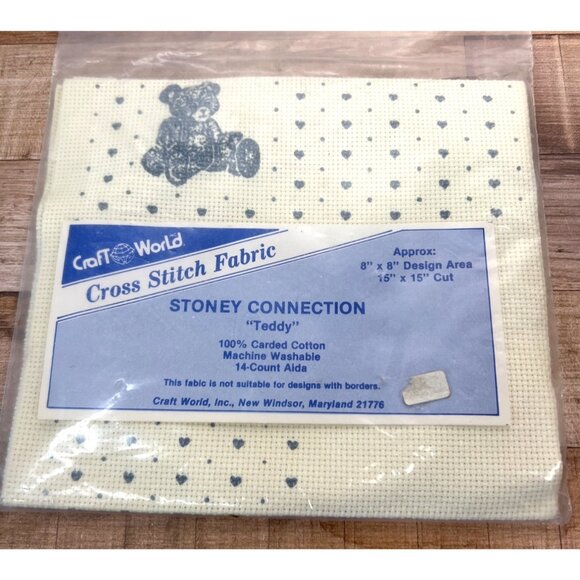 Craft World
Cross Stitch Fabric
Approx:
8" x 8" Design Area
15" x 15" Cut
STONEY CONNECTION
"Teddy"
100% Carded Cotton
Machine Washable
14-Count Aida
This fabic is not suitable for designs with borders.
Craft World, Inc., New Windsor, Maryland 21776